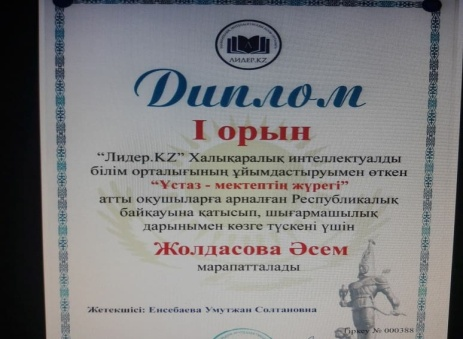 ЛИДЕР.KZ
Диплом
I орын
“Лидер.KZ” Халықаралық интеллектуалды
білім орталығының ұйымдастыруымен өткен
“Ұстаз - мектептің жүрегі”
атты оқушыларға арналған Республикалық
байқауына қатысып, шығармашылық
дарынымен көзге түскені үшін
Жолдасова Әсем
марапатталады
Жетекшісі: Енсебаева Умутжан Солтановна
Тіркеу № 000388